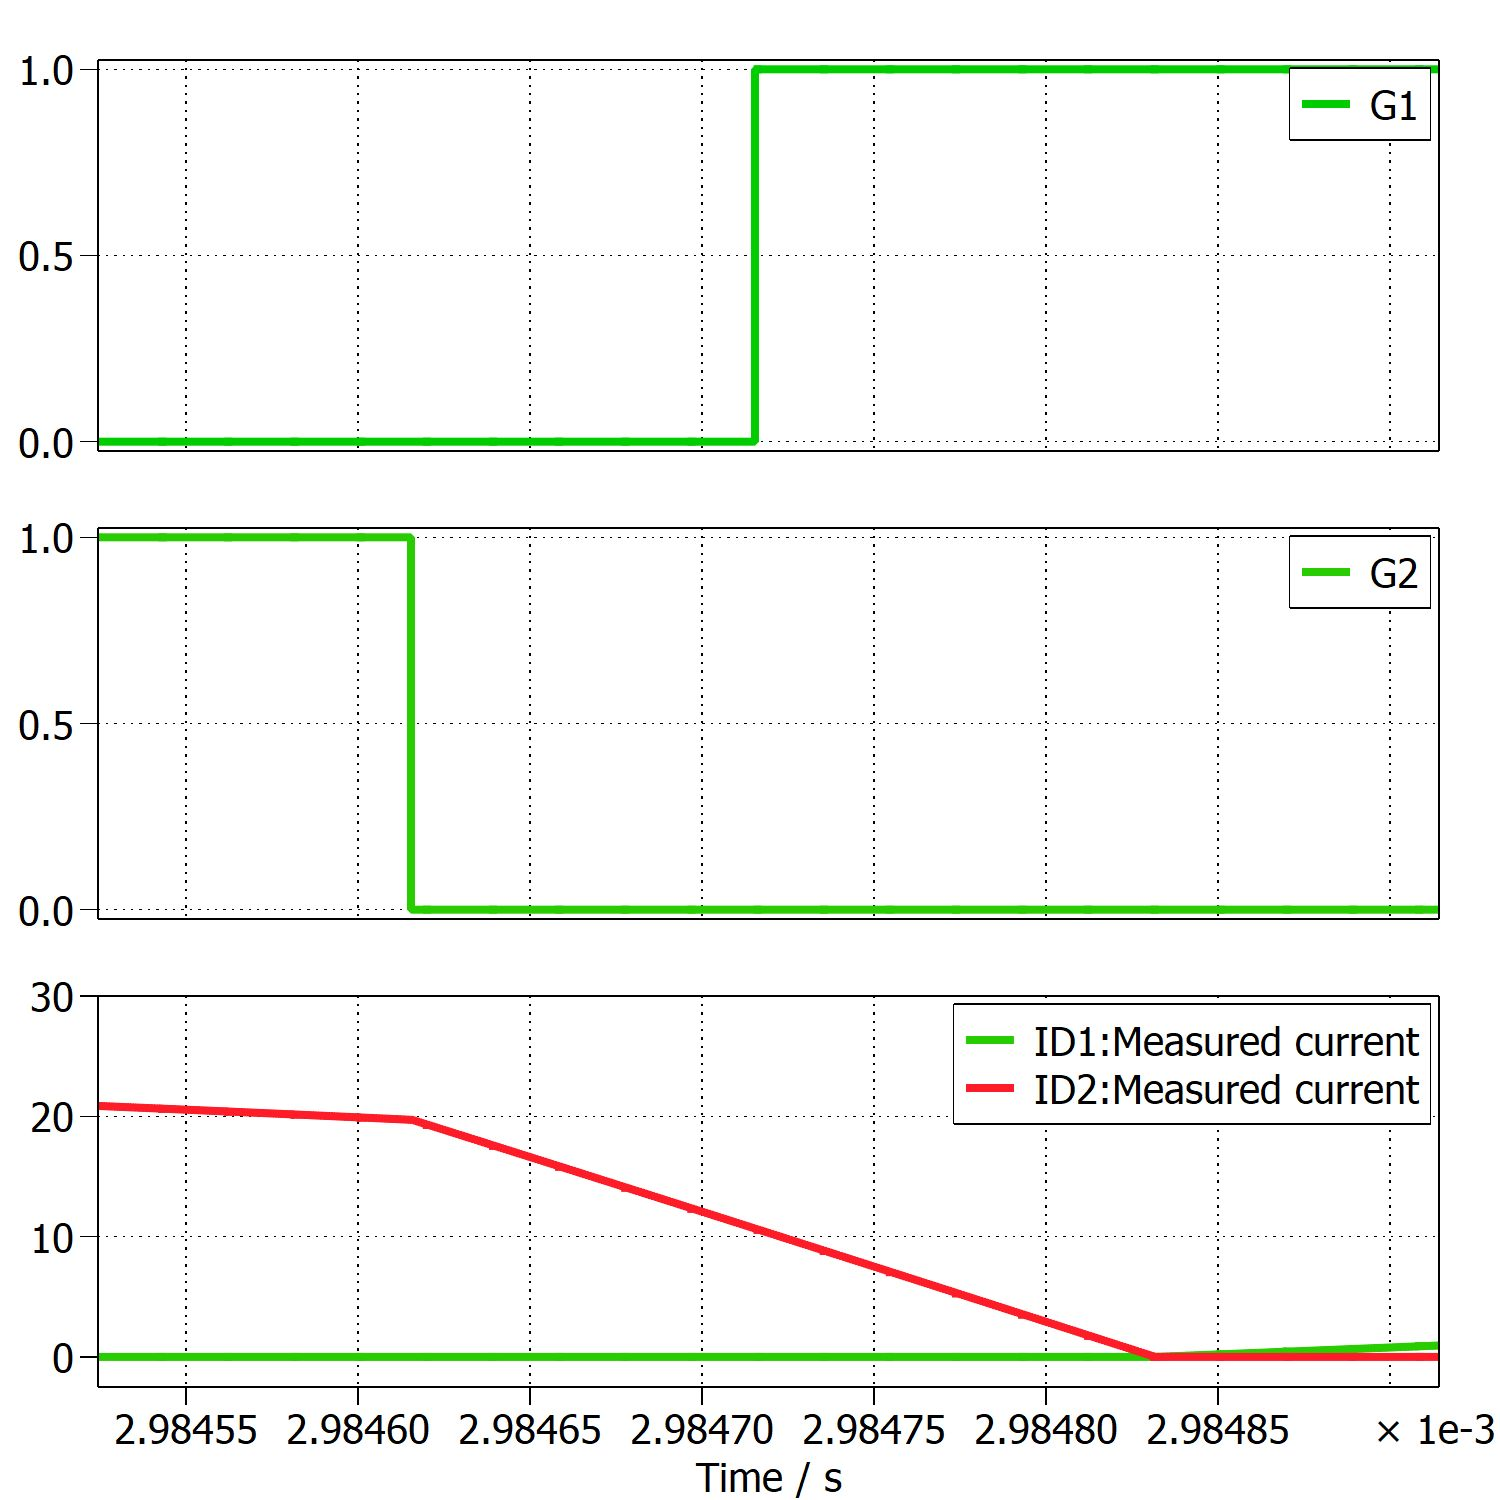 1.0
G1
0.5
0.0
1.0
G2
0.5
0.0
30
ID1:Measured current
ID2:Measured current
20
10
0
2.98455 2.98460 2.98465 2.98470 2.98475 2.98480 2.98485 × 1e-3
Time / s